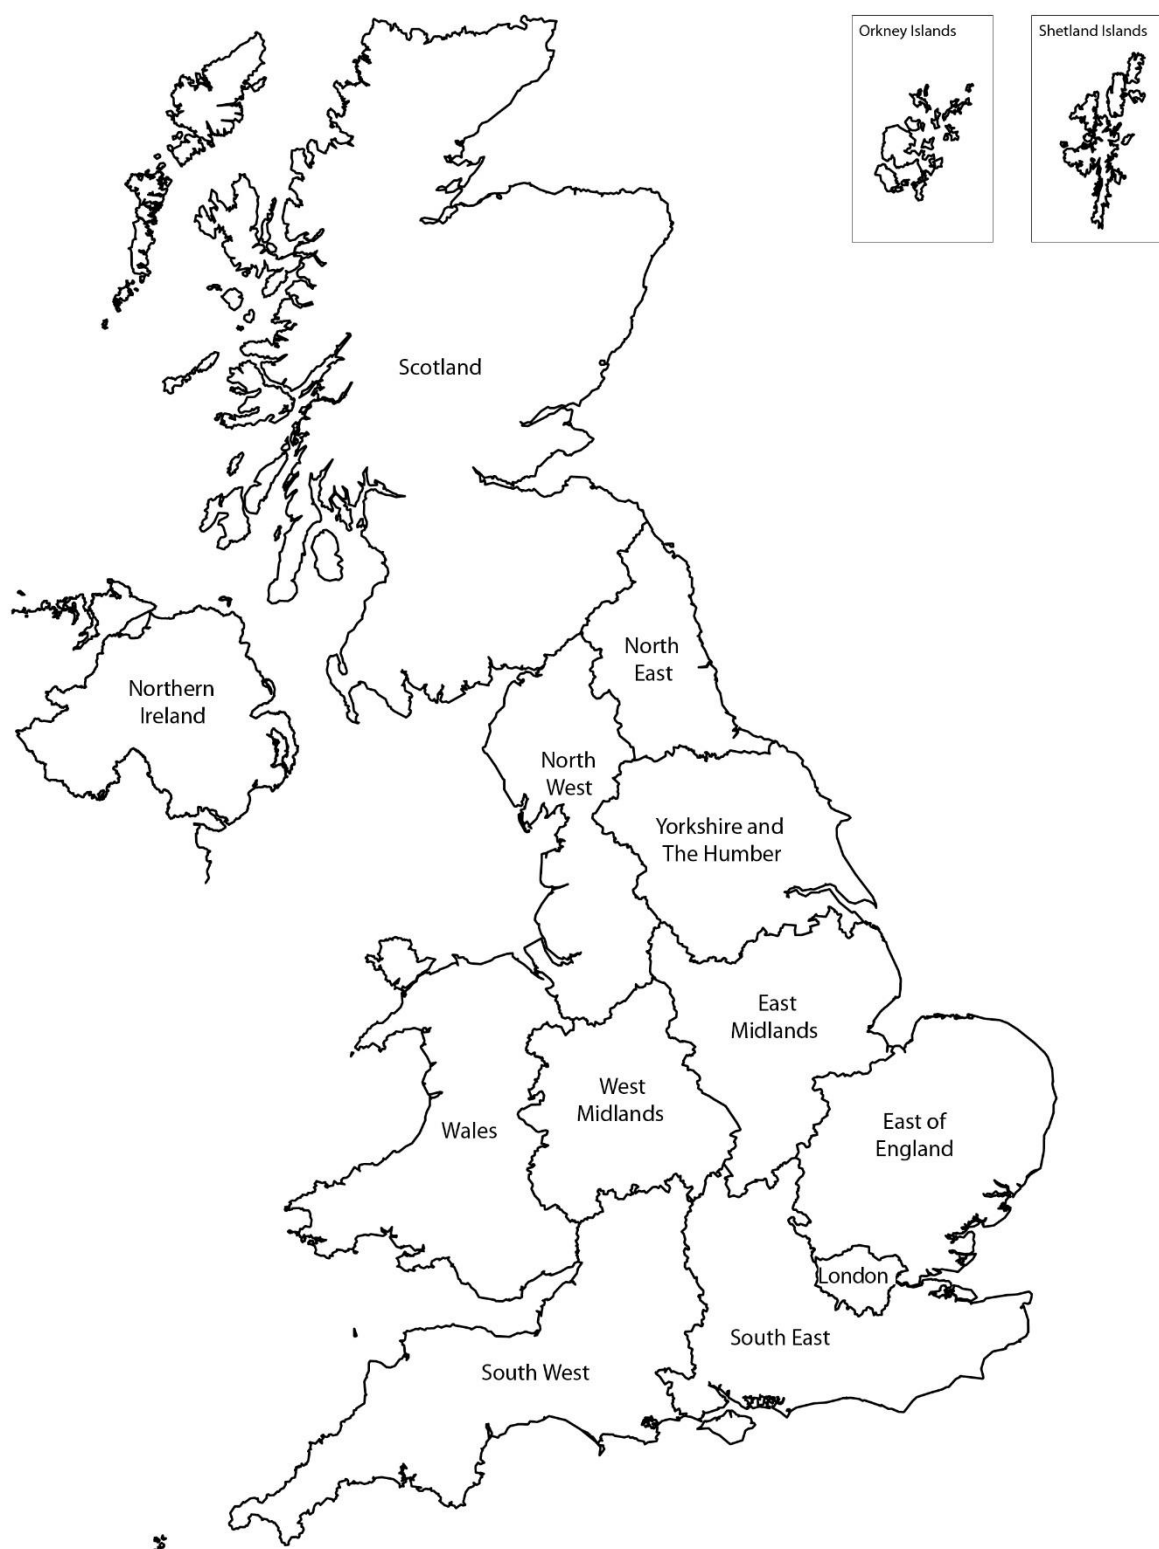 Orkney Islands
Shetland Islands
Scotland
North
East
Northern
Ireland
North
West
Yorkshire and
The Humber
East
Midlands
West
Midlands
East of
England
Wales
London
South East
South West